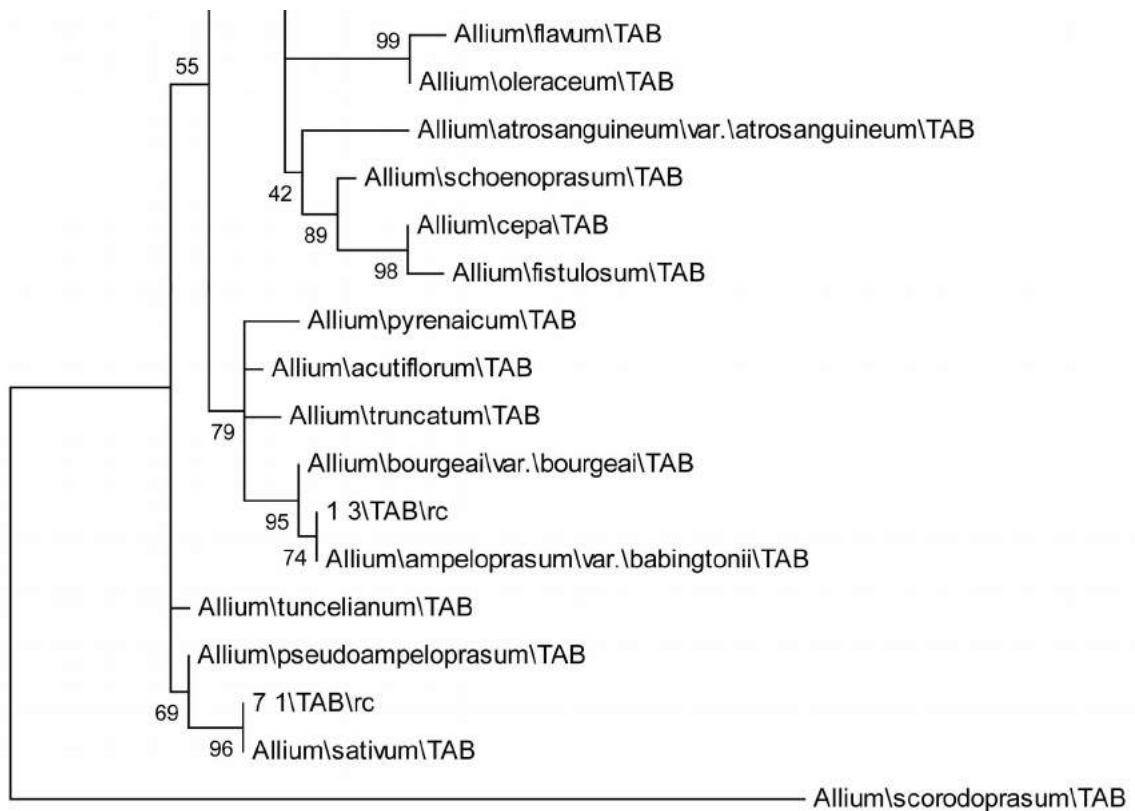 99
Allium\flavum\TAB
55
Allium\oleraceum\TAB
Allium\atrosanguineum\var.\atrosanguineum\TAB
42
Allium\schoenoprasum\TAB
89
Allium\cepa\TAB
98
Allium\fistulosum\TAB
Allium\pyrenaicum\TAB
Allium\acutiflorum\TAB
79
Allium\truncatum\TAB
Allium\bourgeai\var.\bourgeai\TAB
95
1 3\TAB\rc
74
Allium\ampeloprasum\var.\babingtonii\TAB
Allium\tuncelianum\TAB
Allium\pseudoampeloprasum\TAB
69
7 1\TAB\rc
96
Allium\sativum\TAB
Allium\scorodoprasum\TAB